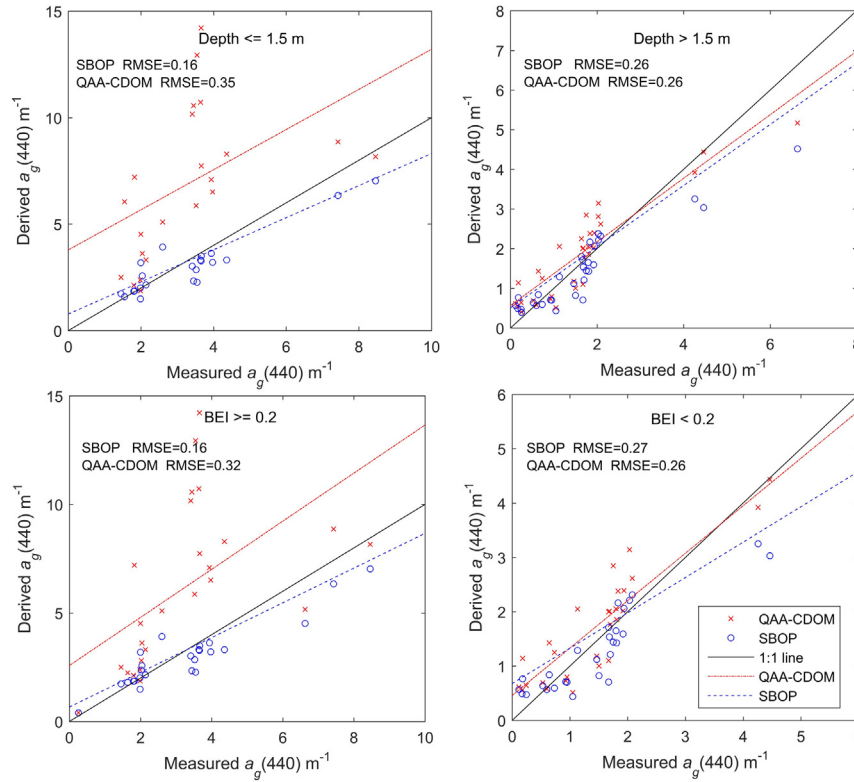 15
10
5
0
0 2 4 6 8 10
Depth <= 1.5 m
SBOP RMSE=0.16
QAA-CDOM RMSE=0.35
Derived a_g(440) m^-1
Measured a_g(440) m^-1
8
7
6
5
4
3
2
1
0
0 2 4 6 8
Depth > 1.5 m
SBOP RMSE=0.26
QAA-CDOM RMSE=0.26
Derived a_g(440) m^-1
Measured a_g(440) m^-1
15
10
5
0
0 2 4 6 8 10
BEI >= 0.2
SBOP RMSE=0.16
QAA-CDOM RMSE=0.32
Derived a_g(440) m^-1
Measured a_g(440) m^-1
6
5
4
3
2
1
0
0 1 2 3 4 5
BEI < 0.2
SBOP RMSE=0.27
QAA-CDOM RMSE=0.26
Derived a_g(440) m^-1
Measured a_g(440) m^-1
QAA-CDOM
SBOP
1:1 line
QAA-CDOM
SBOP